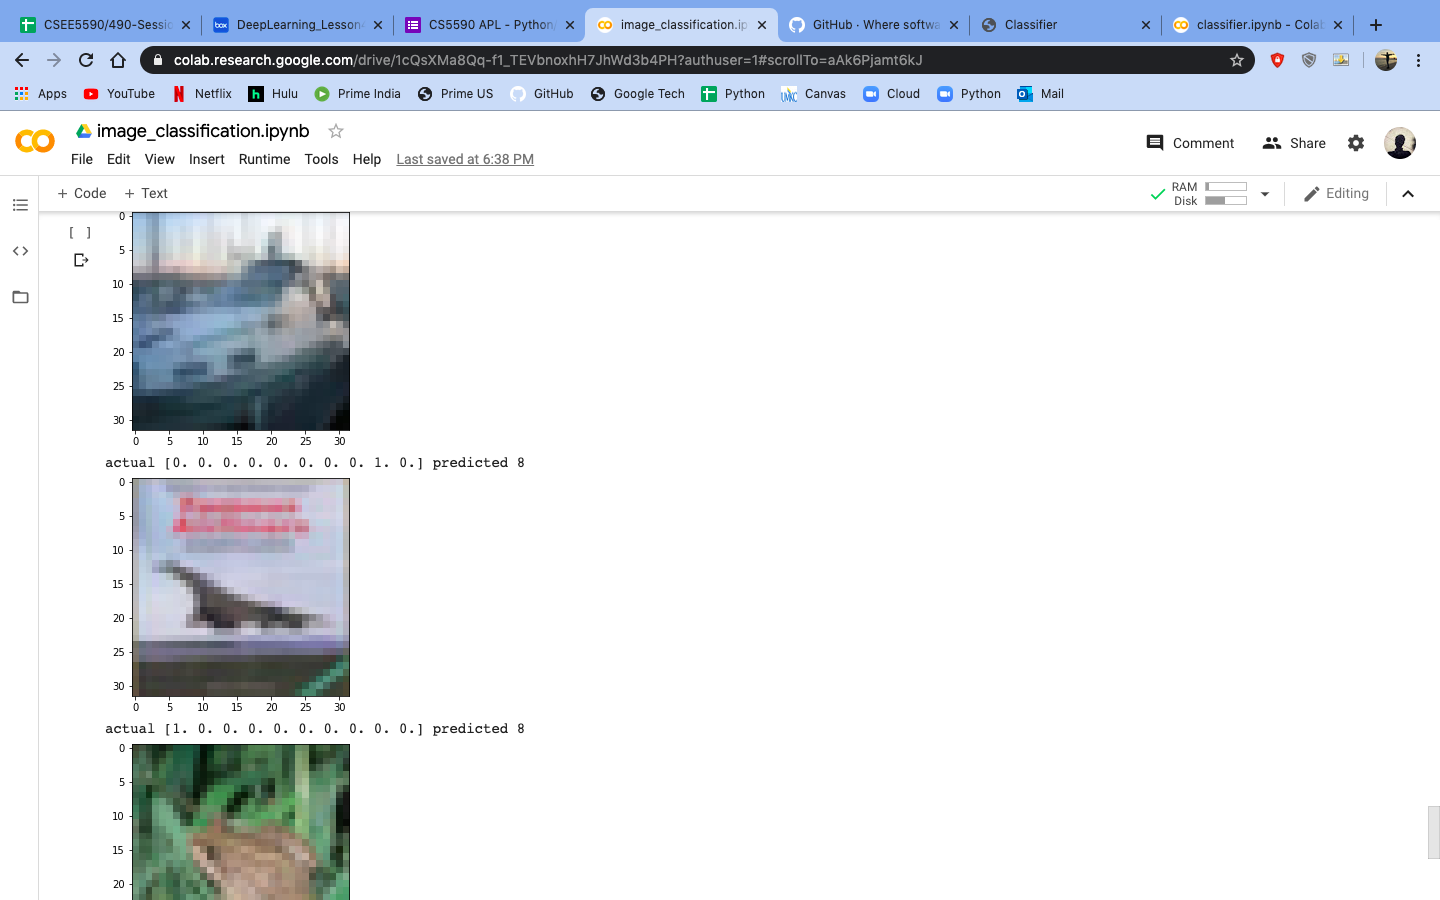 CSEE5590/490-Sessi
DeepLearning_Lesson
CS5590 APL - Python
image_classification.ip
GitHub · Where softwa
Classifier
classifier.ipynb - Colab
colab.research.google.com/drive/1cQsXMa8Qq-f1_TEVbnoxhH7JhWd3b4PH?authuser=1#scrollTo=aAk6Pjamt6kJ
Apps YouTube Netflix Hulu Prime India Prime US GitHub Google Tech Python Canvas Cloud Python Mail
image_classification.ipynb
Comment Share
File Edit View Insert Runtime Tools Help Last saved at 6:38 PM
+ Code + Text
RAM
Disk
Editing
[ ]
0
5
10
15
20
25
30
0 5 10 15 20 25 30
actual [0. 0. 0. 0. 0. 0. 0. 0. 1. 0.] predicted 8
0
5
10
15
20
25
30
0 5 10 15 20 25 30
actual [1. 0. 0. 0. 0. 0. 0. 0. 0. 0.] predicted 8
0
5
10
15
20